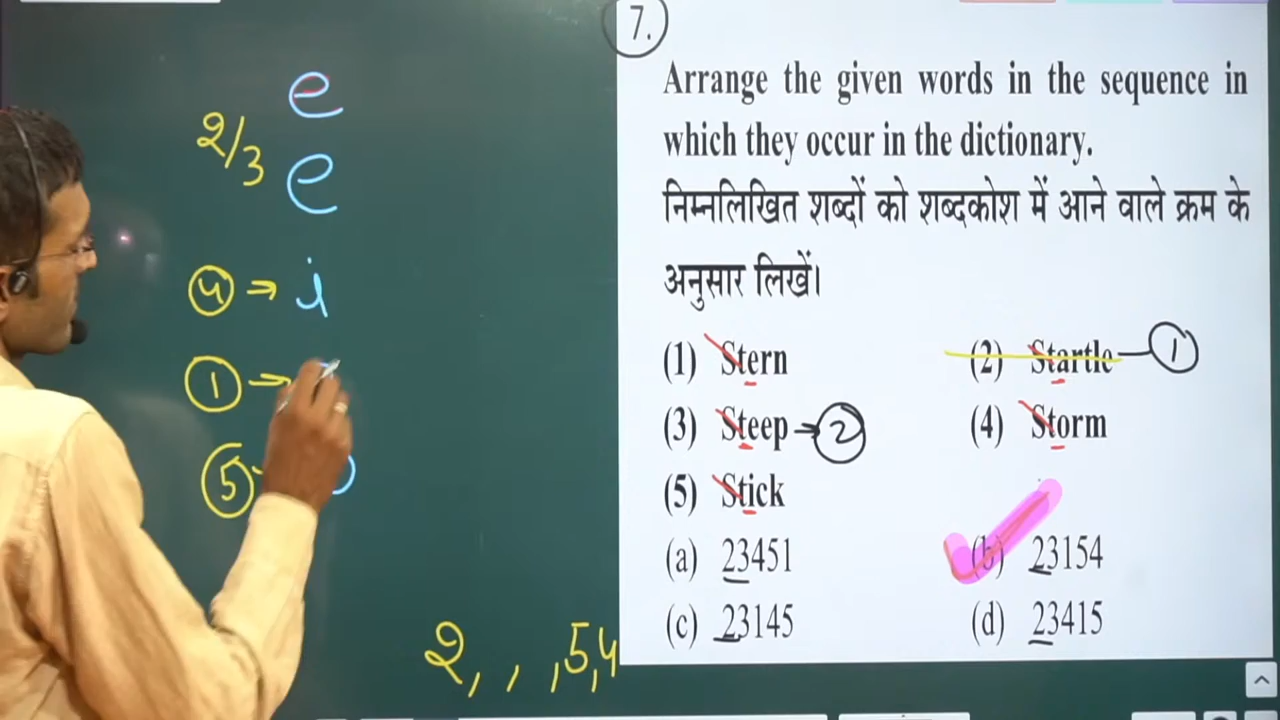 e
2/3
e
4 → i
1 →
5
2, , ,5,4
7.
Arrange the given words in the sequence in
which they occur in the dictionary.
निम्नलिखित शब्दों को शब्दकोश में आने वाले क्रम के
अनुसार लिखें।
(1) Stern (2) Startle 1
(3) Steep → 2 (4) Storm
(5) Stick
(a) 23451 (b) 23154
(c) 23145 (d) 23415